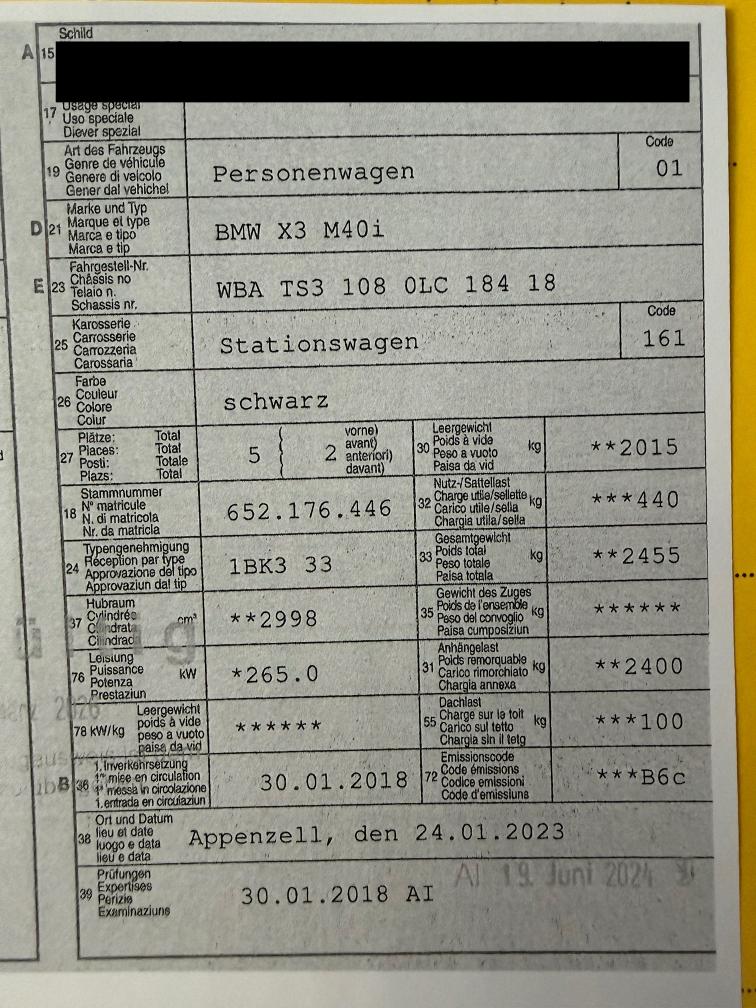 Schild
A 15
17 Usage spécial
Uso speciale
Diever spezial
Art des Fahrzeugs
Genre de véhicule
19 Genere di veicolo
Gener dal vehichel
Personenwagen
Code
01
Marke und Typ
D 21 Marque et type
Marca e tipo
Marca e tip
BMW X3 M40i
Fahrgestell-Nr.
E 23 Châssis no
Telaio n.
Schassis nr.
WBA TS3 108 0LC 184 18
Karosserie
25 Carrosserie
Carrozzeria
Carossaria
Stationswagen
Code
161
Farbe
26 Couleur
Colore
Colur
schwarz
27 Plätze: Total
Places: Total
Posti: Totale
Plazs: Total
5 2 vorne)
avant)
anteriori)
davant)
Leergewicht
30 Poids à vide kg
Peso a vuoto
Paisa da vid
**2015
Stammnummer
18 N° matricule
N. di matricola
Nr. da matricla
652.176.446
Nutz-/Sattellast
32 Charge utile/sellette kg
Carico utile/sella
Chargia utila/sella
***440
Typengenehmigung
24 Réception par type
Approvazione del tipo
Approvaziun dal tip
1BK3 33
Gesamtgewicht
33 Poids total kg
Peso totale
Paisa totala
**2455
Hubraum
37 Cylindrée cm³
Cilindrata
Cilindrada
**2998
Gewicht des Zuges
35 Poids de l'ensemble kg
Peso del convoglio
Paisa cumposiziun
******
Leistung
76 Puissance kW
Potenza
Prestaziun
*265.0
Anhängelast
31 Poids remorquable kg
Carico rimorchiato
Chargia annexa
**2400
78 kW/kg Leergewicht
poids à vide
peso a vuoto
paisa da vid
******
Dachlast
55 Charge sur le toit kg
Carico sul tetto
Chargia sin il tetg
***100
B 36 1. Inverkehrsetzung
1re mise en circulation
1a messa in circolazione
1. entrada en circulaziun
30.01.2018
Emissionscode
72 Code émissions
Codice emissioni
Code d'emissiuns
***B6c
Ort und Datum
38 lieu et date
luogo e data
lieu e data
Appenzell, den 24.01.2023
Prüfungen
39 Expertises
Perizie
Examinaziuns
30.01.2018 AI
AI 19. Juni 2024